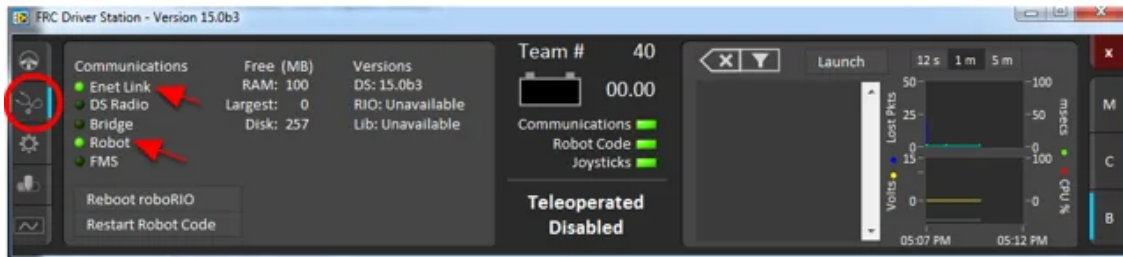 FRC Driver Station - Version 15.0b3
Communications Free (MB) Versions
Enet Link RAM: 100 DS: 15.0b3
DS Radio Largest: 0 RIO: Unavailable
Bridge Disk: 257 Lib: Unavailable
Robot
FMS
Reboot roboRIO
Restart Robot Code
Team # 40
00.00
Communications
Robot Code
Joysticks
Teleoperated
Disabled
Launch
12 s 1 m 5 m
50
25
0
Lost Pkts
100
50
0
msecs
15
0
Volts
100
0
CPU %
05:07 PM 05:12 PM
X
M
C
B